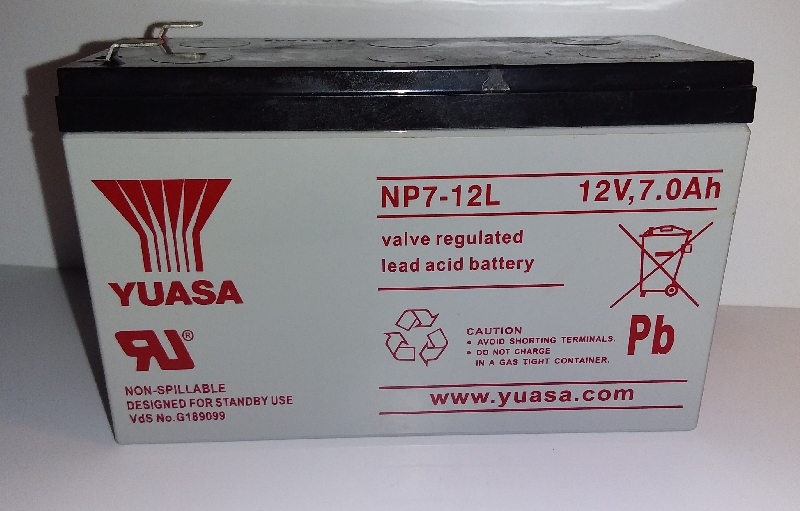 YUASA
NON-SPILLABLE
DESIGNED FOR STANDBY USE
VdS No.G189099
NP7-12L 12V,7.0Ah
valve regulated
lead acid battery
CAUTION
• AVOID SHORTING TERMINALS.
• DO NOT CHARGE
IN A GAS TIGHT CONTAINER.
Pb
www.yuasa.com